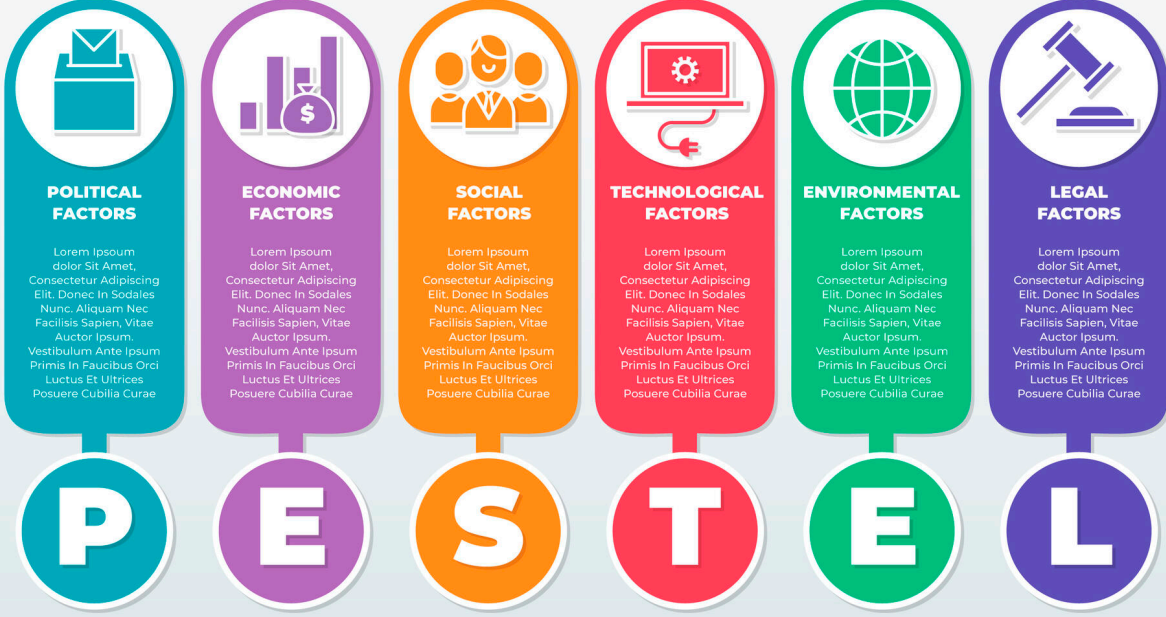 POLITICAL
FACTORS
Lorem Ipsoum
dolor Sit Amet,
Consectetur Adipiscing
Elit. Donec In Sodales
Nunc. Aliquam Nec
Facilisis Sapien, Vitae
Auctor Ipsum.
Vestibulum Ante Ipsum
Primis In Faucibus Orci
Luctus Et Ultrices
Posuere Cubilia Curae
P
$
ECONOMIC
FACTORS
Lorem Ipsoum
dolor Sit Amet,
Consectetur Adipiscing
Elit. Donec In Sodales
Nunc. Aliquam Nec
Facilisis Sapien, Vitae
Auctor Ipsum.
Vestibulum Ante Ipsum
Primis In Faucibus Orci
Luctus Et Ultrices
Posuere Cubilia Curae
E
SOCIAL
FACTORS
Lorem Ipsoum
dolor Sit Amet,
Consectetur Adipiscing
Elit. Donec In Sodales
Nunc. Aliquam Nec
Facilisis Sapien, Vitae
Auctor Ipsum.
Vestibulum Ante Ipsum
Primis In Faucibus Orci
Luctus Et Ultrices
Posuere Cubilia Curae
S
TECHNOLOGICAL
FACTORS
Lorem Ipsoum
dolor Sit Amet,
Consectetur Adipiscing
Elit. Donec In Sodales
Nunc. Aliquam Nec
Facilisis Sapien, Vitae
Auctor Ipsum.
Vestibulum Ante Ipsum
Primis In Faucibus Orci
Luctus Et Ultrices
Posuere Cubilia Curae
T
ENVIRONMENTAL
FACTORS
Lorem Ipsoum
dolor Sit Amet,
Consectetur Adipiscing
Elit. Donec In Sodales
Nunc. Aliquam Nec
Facilisis Sapien, Vitae
Auctor Ipsum.
Vestibulum Ante Ipsum
Primis In Faucibus Orci
Luctus Et Ultrices
Posuere Cubilia Curae
E
LEGAL
FACTORS
Lorem Ipsoum
dolor Sit Amet,
Consectetur Adipiscing
Elit. Donec In Sodales
Nunc. Aliquam Nec
Facilisis Sapien, Vitae
Auctor Ipsum.
Vestibulum Ante Ipsum
Primis In Faucibus Orci
Luctus Et Ultrices
Posuere Cubilia Curae
L